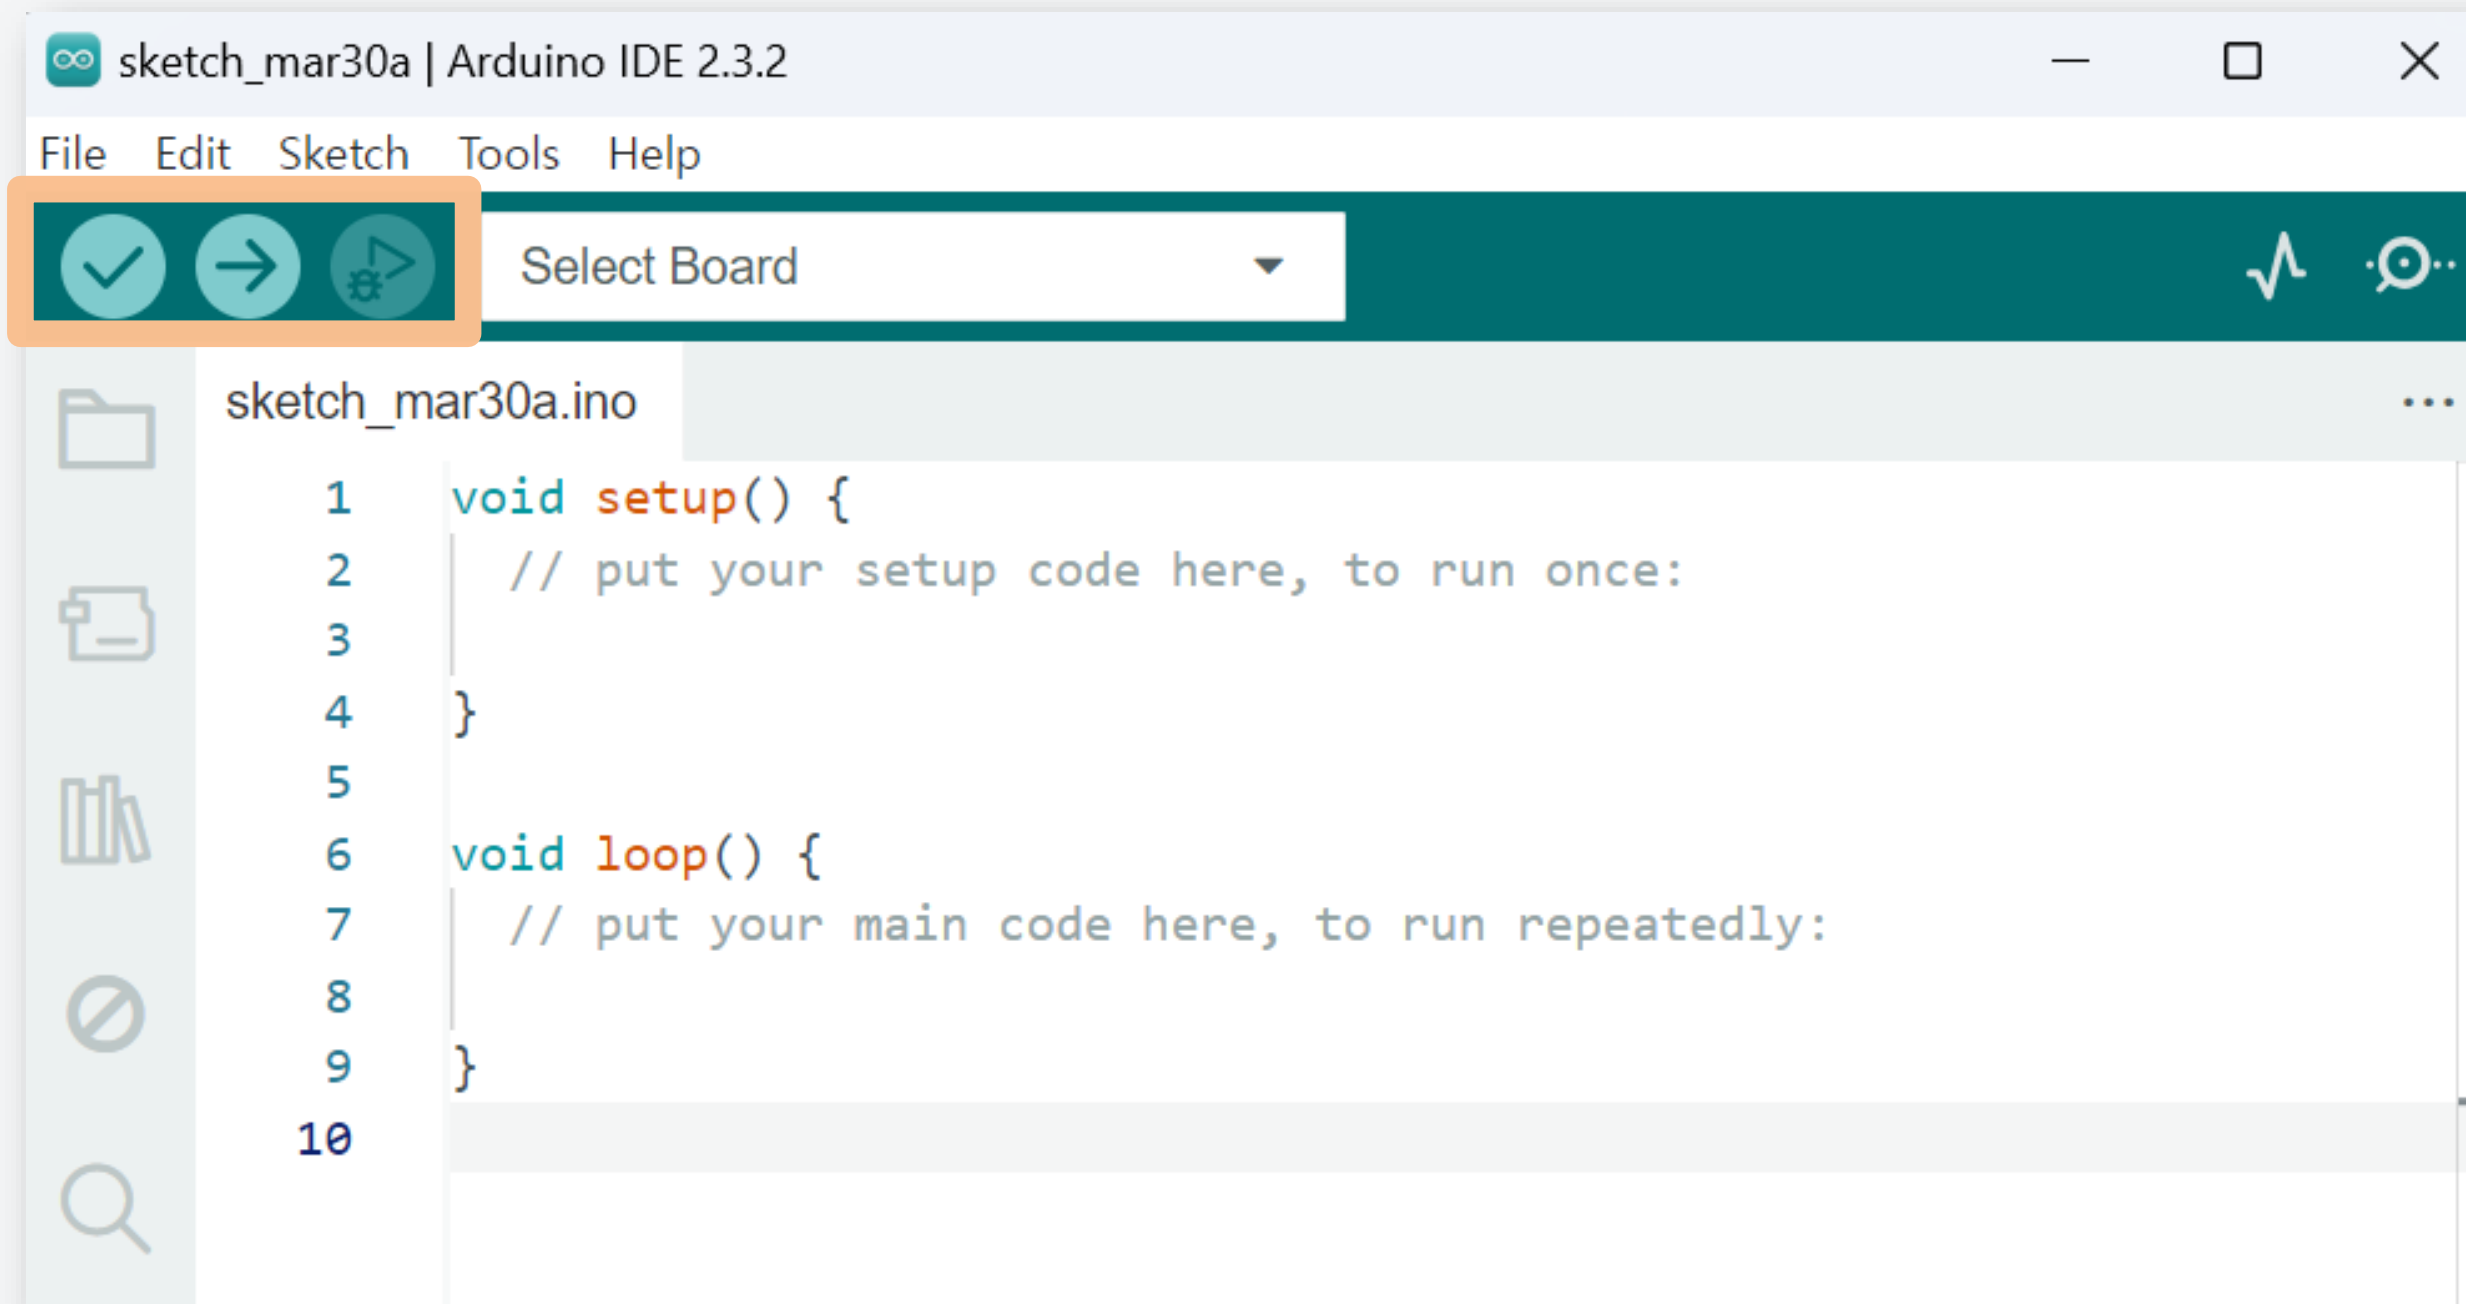 sketch_mar30a | Arduino IDE 2.3.2
File Edit Sketch Tools Help
Select Board
sketch_mar30a.ino
1 void setup() {
2 // put your setup code here, to run once:
3
4 }
5
6 void loop() {
7 // put your main code here, to run repeatedly:
8
9 }
10